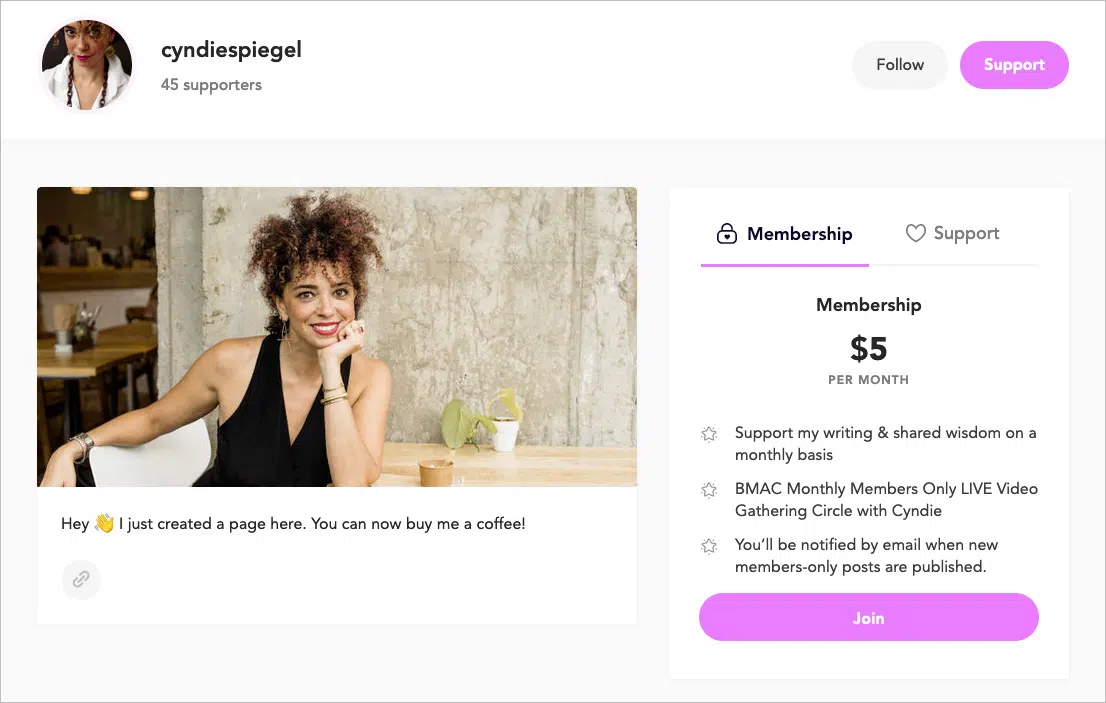 cyndiespiegel
45 supporters
Follow
Support
Hey 👋 I just created a page here. You can now buy me a coffee!
Membership
Support
Membership
$5
PER MONTH
Support my writing & shared wisdom on a
monthly basis
BMAC Monthly Members Only LIVE Video
Gathering Circle with Cyndie
You’ll be notified by email when new
members-only posts are published.
Join